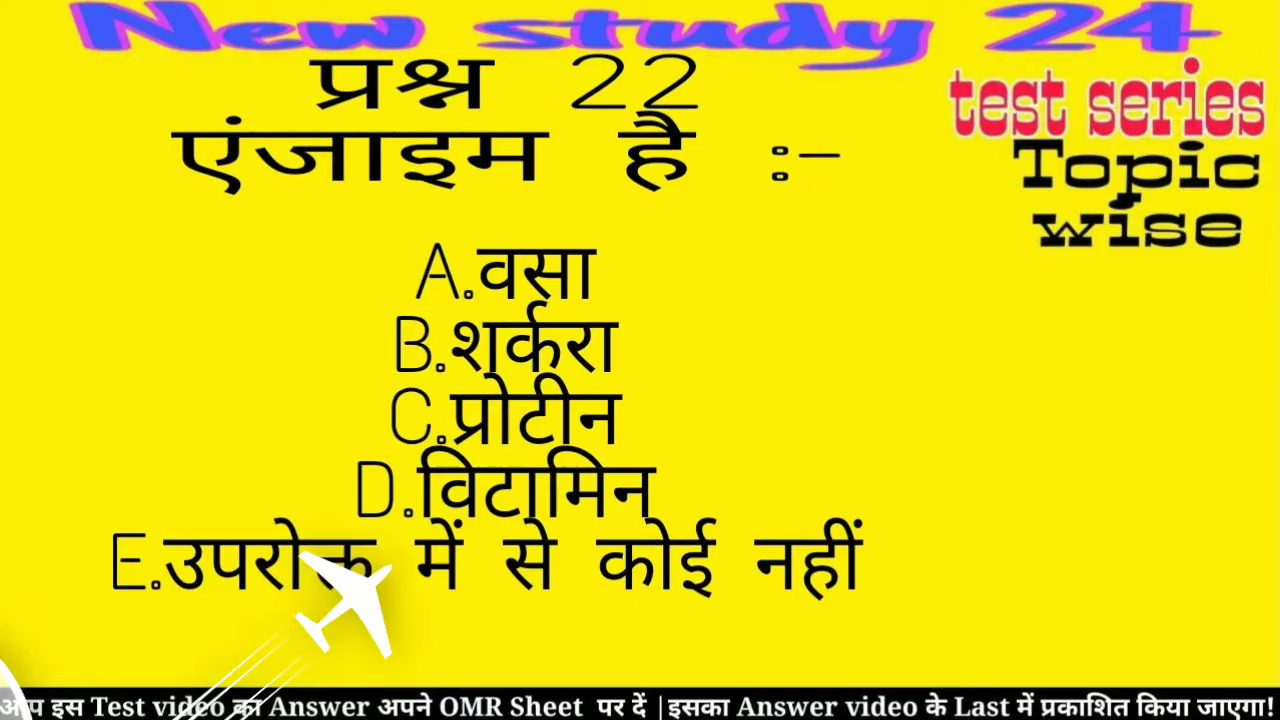 New study 24
test series
Topic
wise
प्रश्न 22
एंजाइम है :-
A.वसा
B.शर्करा
C.प्रोटीन
D.विटामिन
E.उपरोक्त में से कोई नहीं
आप इस Test video का Answer अपने OMR Sheet पर दें |इसका Answer video के Last में प्रकाशित किया जाएगा!